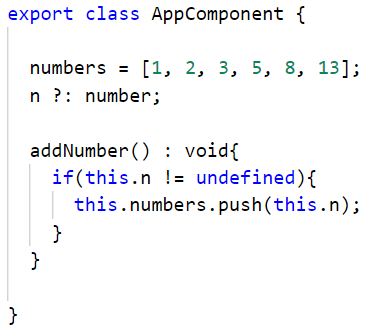 export class AppComponent {
numbers = [1, 2, 3, 5, 8, 13];
n ?: number;
addNumber() : void{
if(this.n != undefined){
this.numbers.push(this.n);
}
}
}